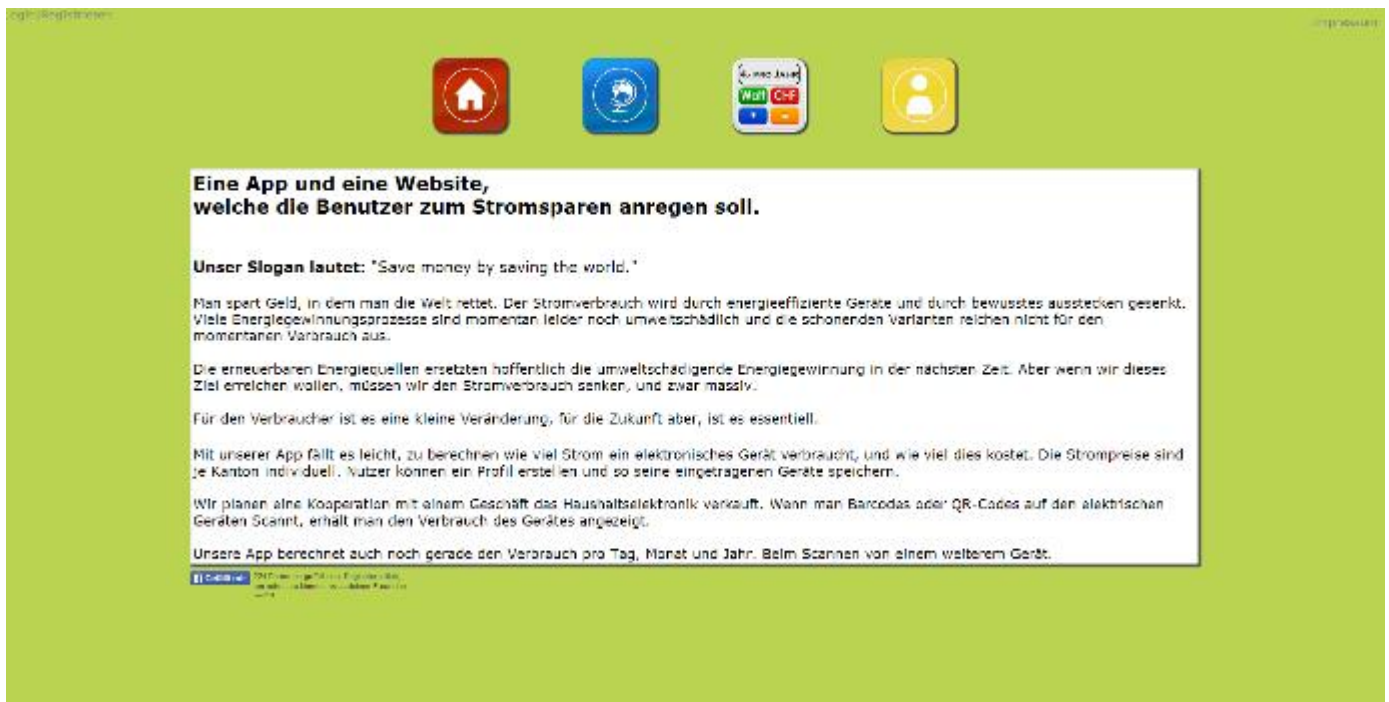 Login/Registrieren
Impressum
PRO JAHR
Watt CHF
+ -
Eine App und eine Website,
welche die Benutzer zum Stromsparen anregen soll.
Unser Slogan lautet: "Save money by saving the world."
Man spart Geld, in dem man die Welt rettet. Der Stromverbrauch wird durch energieeffiziente Geräte und durch bewusstes ausstecken gesenkt.
Viele Energiegewinnungsprozesse sind momentan leider noch umweltschädlich und die schonenden Varianten reichen nicht für den
momentanen Verbrauch aus.
Die erneuerbaren Energiequellen ersetzten hoffentlich die umweltschädigende Energiegewinnung in der nächsten Zeit. Aber wenn wir dieses
Ziel erreichen wollen, müssen wir den Stromverbrauch senken, und zwar massiv.
Für den Verbraucher ist es eine kleine Veränderung, für die Zukunft aber, ist es essentiell.
Mit unserer App fällt es leicht, zu berechnen wie viel Strom ein elektronisches Gerät verbraucht, und wie viel dies kostet. Die Strompreise sind
je Kanton individuell. Nutzer können ein Profil erstellen und so seine eingetragenen Geräte speichern.
Wir planen eine Kooperation mit einem Geschäft das Haushaltselektronik verkauft. Wenn man Barcodes oder QR-Codes auf den elektrischen
Geräten Scannt, erhält man den Verbrauch des Gerätes angezeigt.
Unsere App berechnet auch noch gerade den Verbrauch pro Tag, Monat und Jahr. Beim Scannen von einem weiterem Gerät.
Gefällt mir